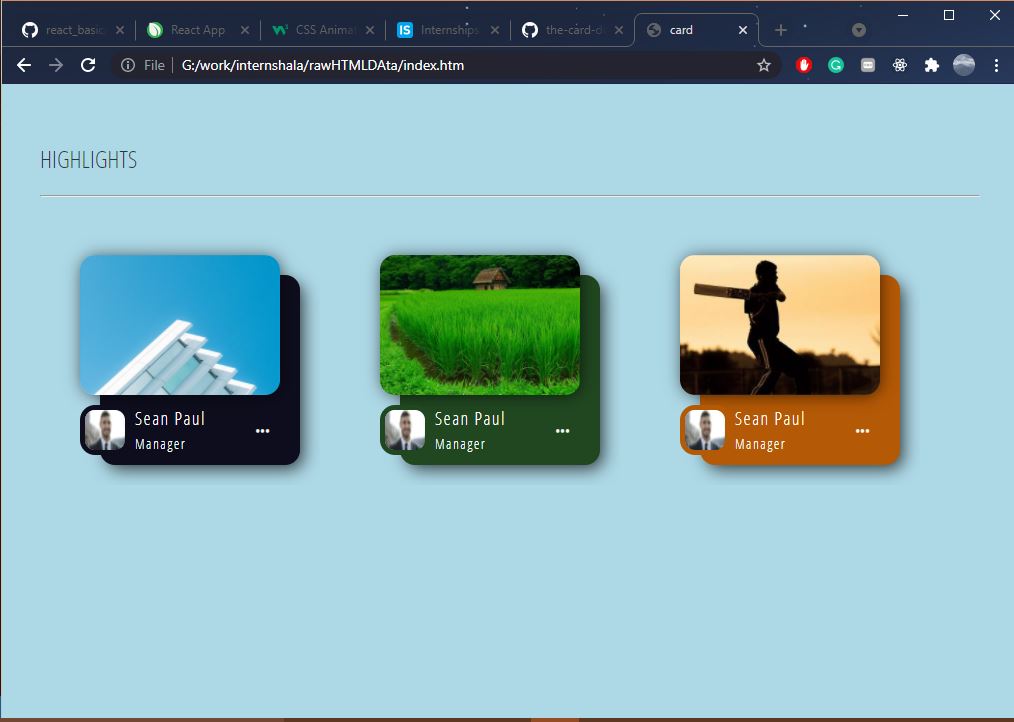 react_basic
React App
CSS Animat
Internships
the-card-d
card
File
G:/work/internshala/rawHTMLDAta/index.htm
HIGHLIGHTS
Sean Paul
Manager
Sean Paul
Manager
Sean Paul
Manager